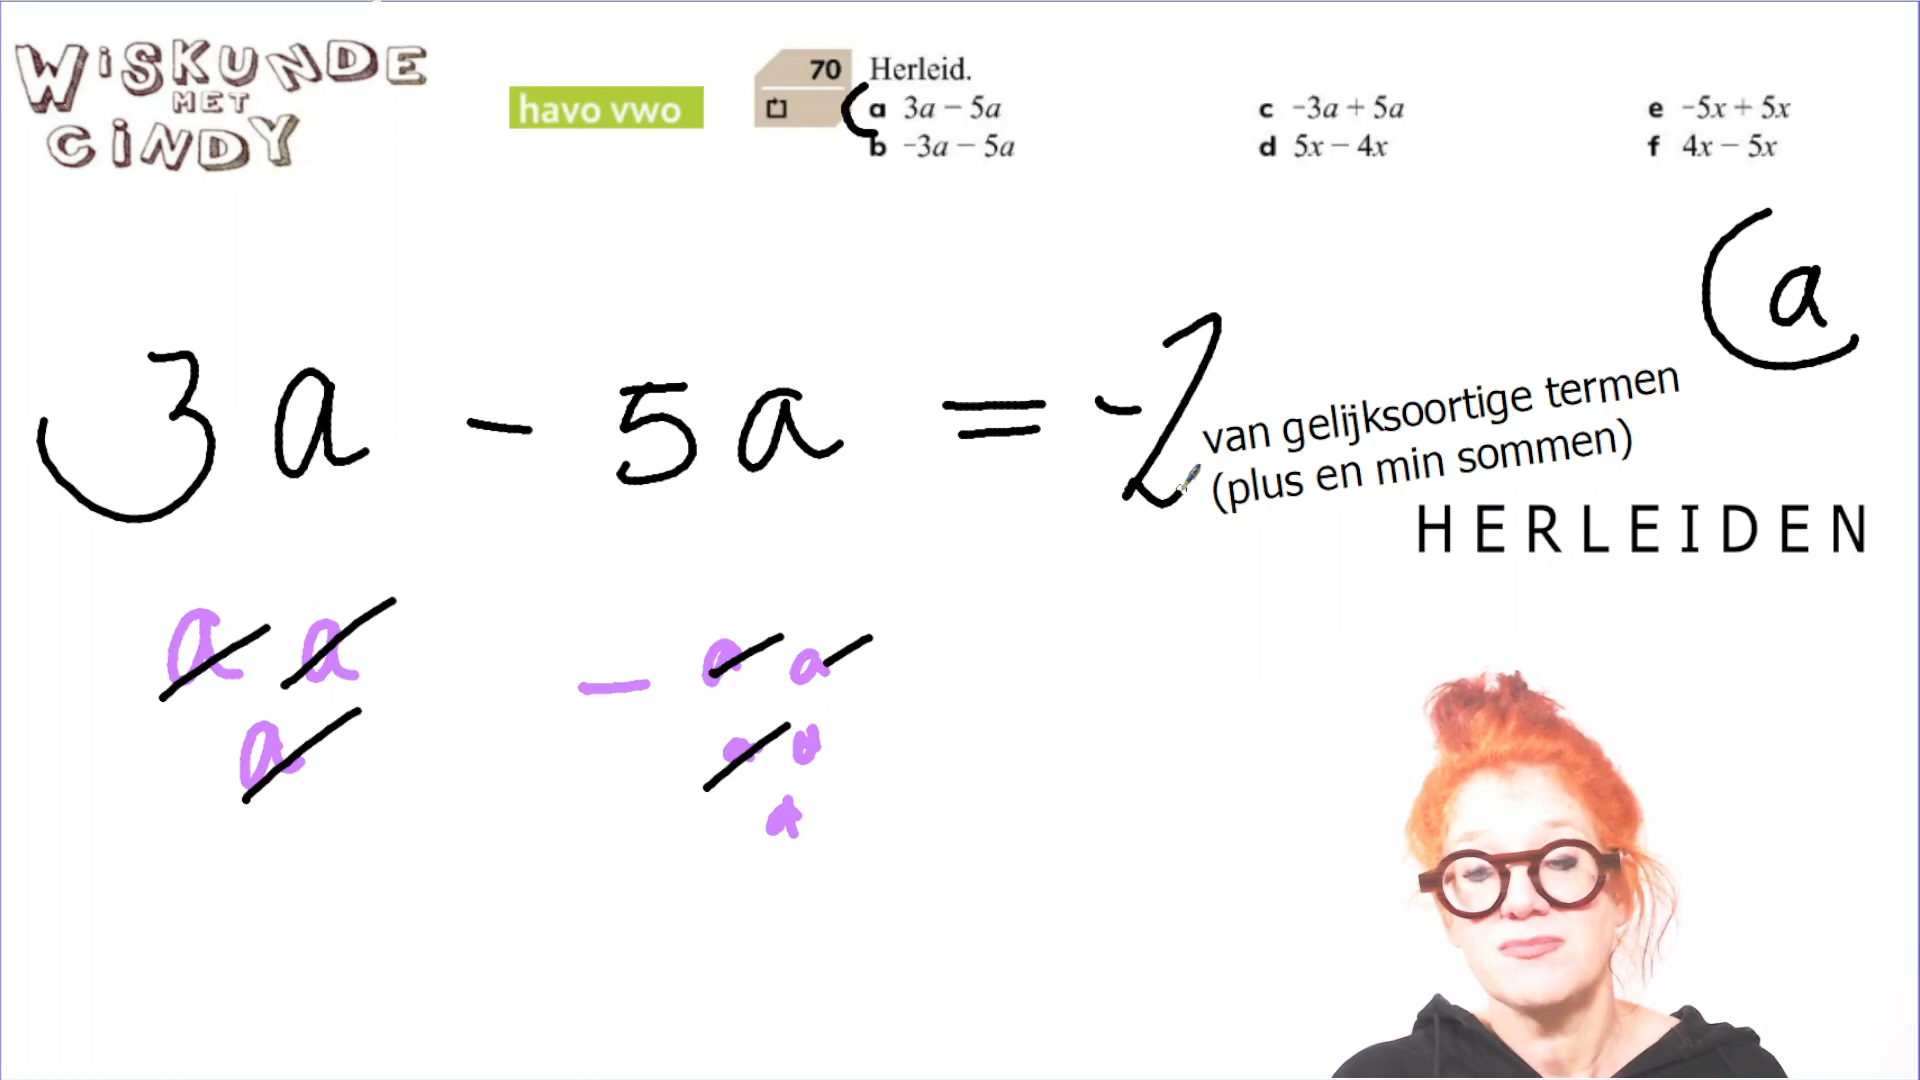 WiSKUNDE
MET
CiNDY
havo vwo
70 Herleid.
a 3a − 5a
b -3a − 5a
c -3a + 5a
d 5x − 4x
e -5x + 5x
f 4x − 5x
a
3a - 5a = -2
van gelijksoortige termen
(plus en min sommen)
HERLEIDEN
a a - a a
a a a
a